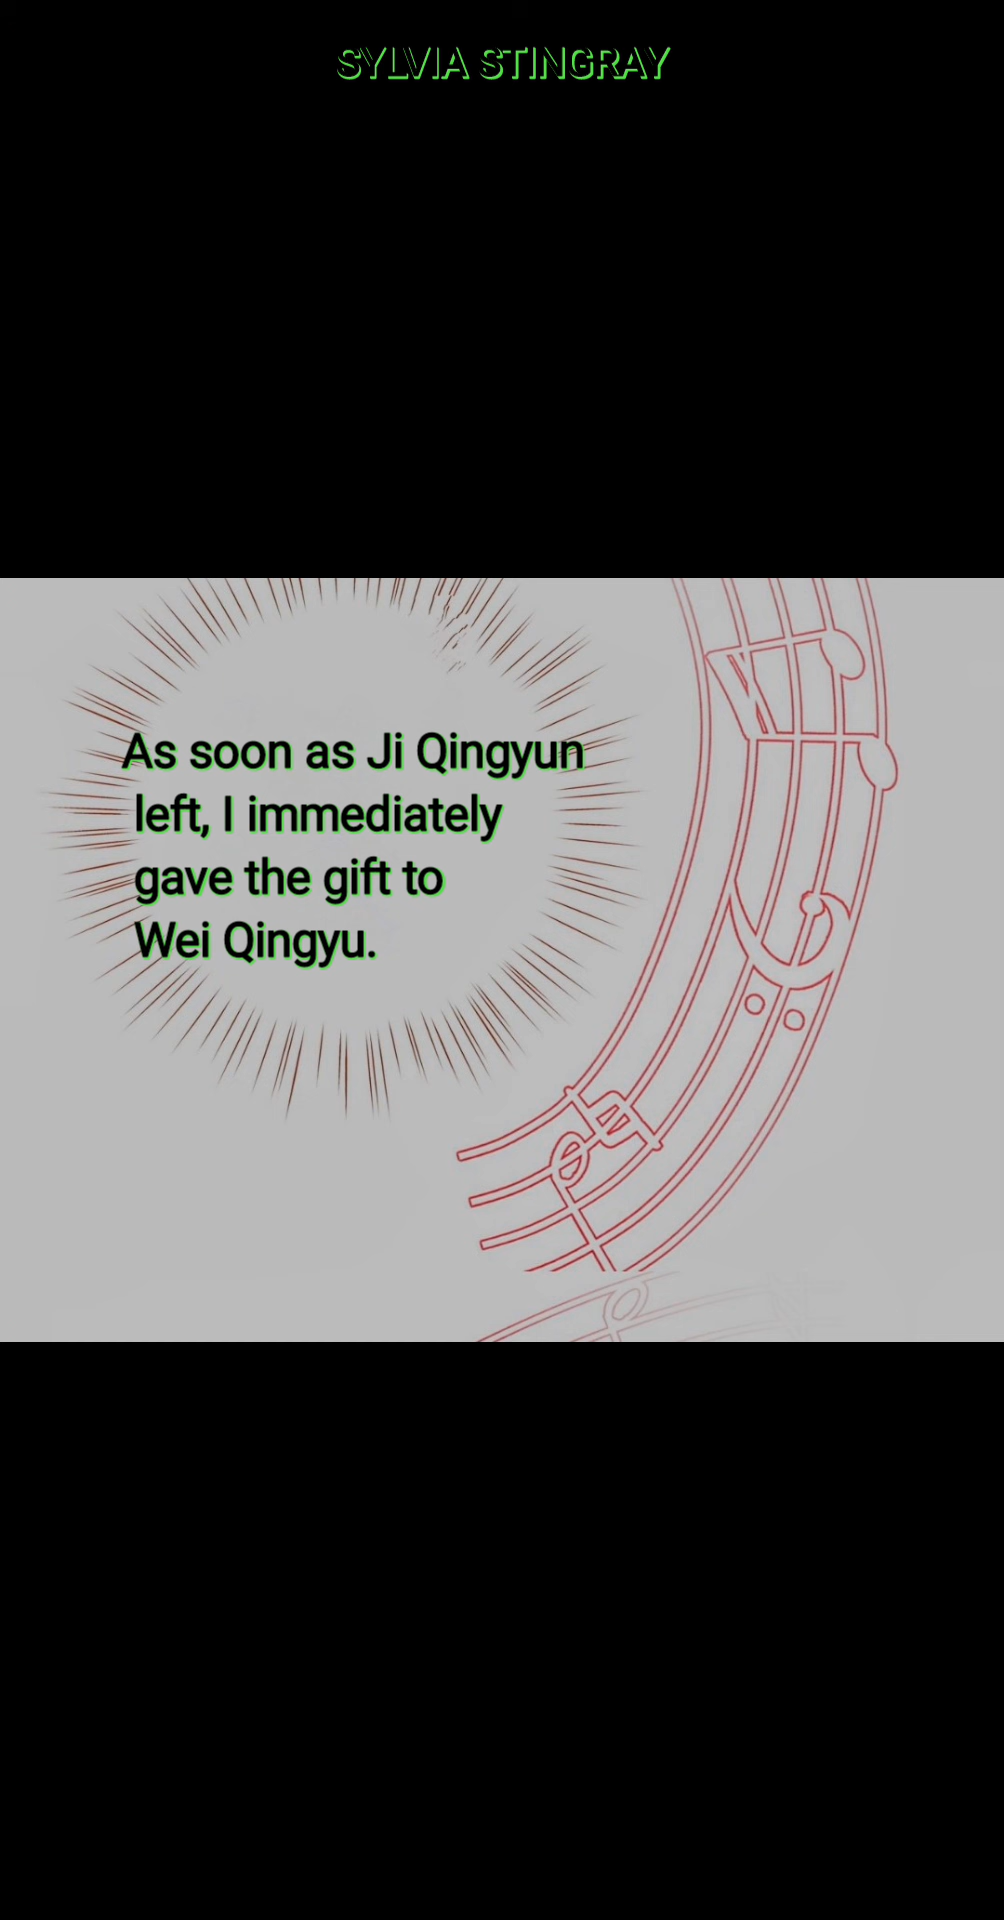 SYLVIA STINGRAY
As soon as Ji Qingyun
left, I immediately
gave the gift to
Wei Qingyu.